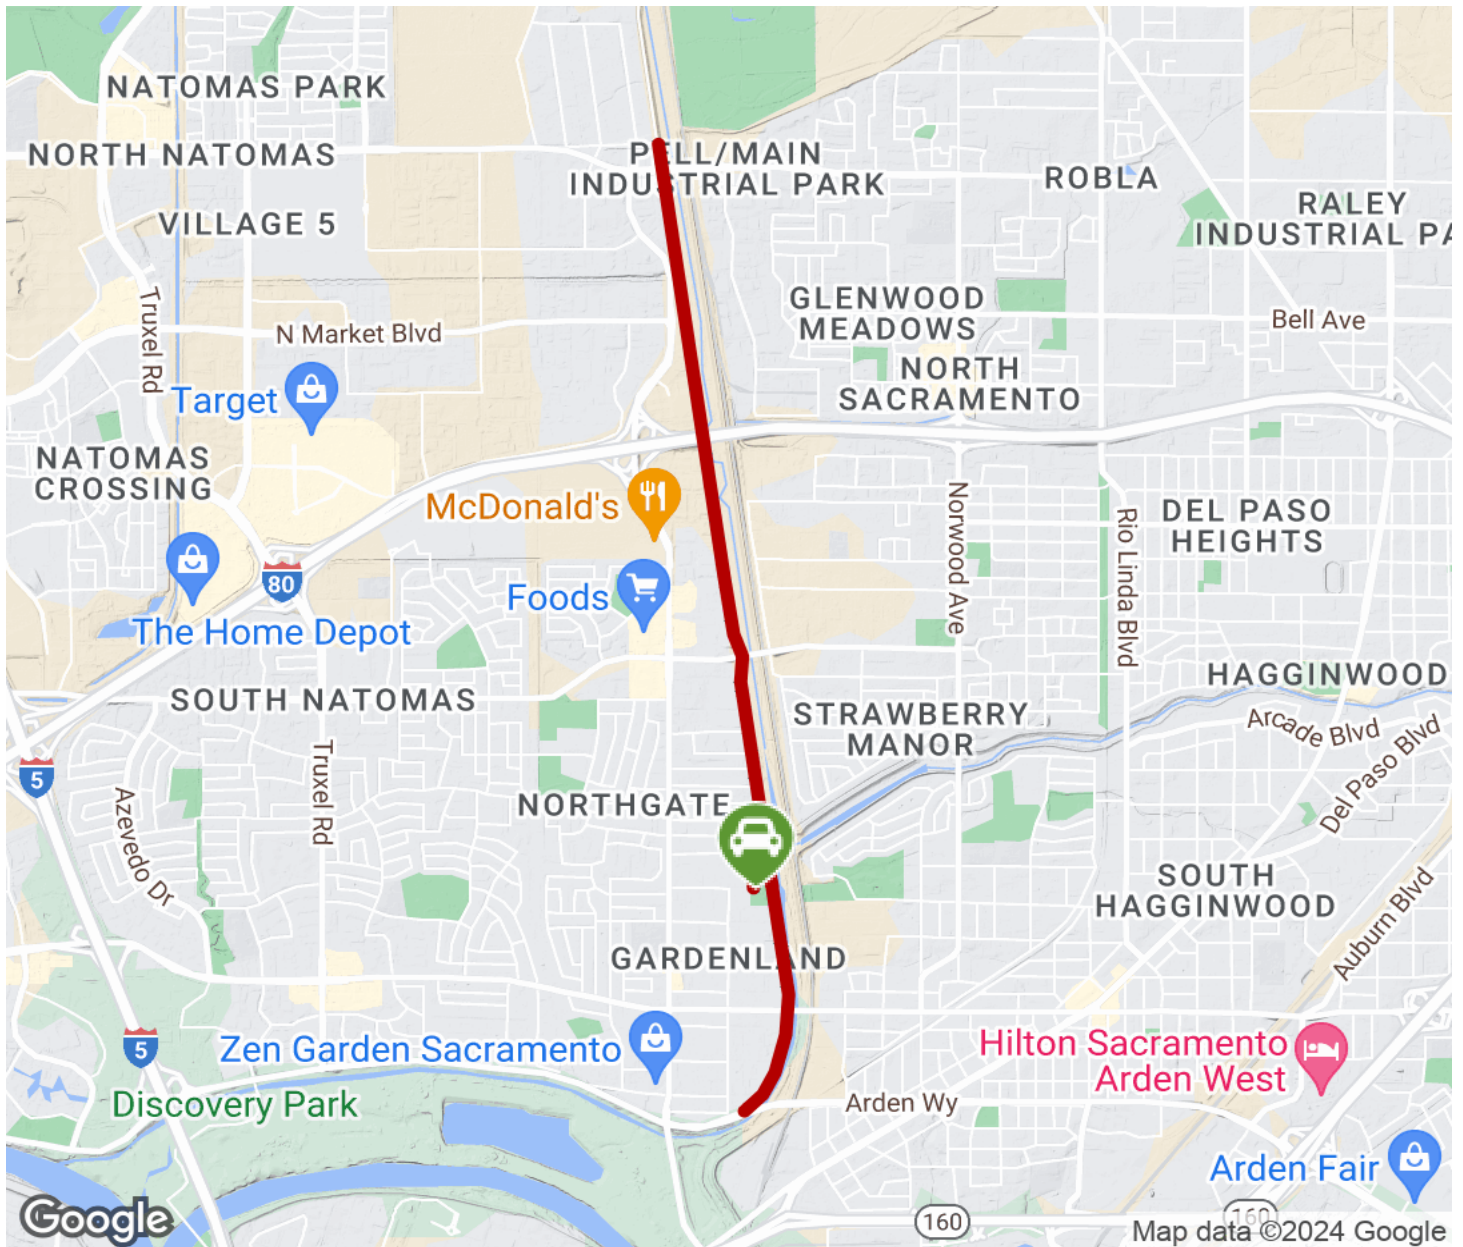 NATOMAS PARK
NORTH NATOMAS
PELL/MAIN
INDUSTRIAL PARK
ROBLA
VILLAGE 5
RALEY
INDUSTRIAL PA
Truxel Rd
N Market Blvd
GLENWOOD
MEADOWS
Bell Ave
Target
NORTH
SACRAMENTO
NATOMAS
CROSSING
McDonald's
Norwood Ave
Rio Linda Blvd
DEL PASO
HEIGHTS
80
Foods
The Home Depot
HAGGINWOOD
SOUTH NATOMAS
STRAWBERRY
MANOR
Arcade Blvd
Del Paso Blvd
5
Truxel Rd
Azevedo Dr
NORTHGATE
SOUTH
HAGGINWOOD
Auburn Blvd
GARDENLAND
5
Zen Garden Sacramento
Hilton Sacramento
Arden West
Discovery Park
Arden Wy
Arden Fair
Google
160
160
Map data ©2024 Google